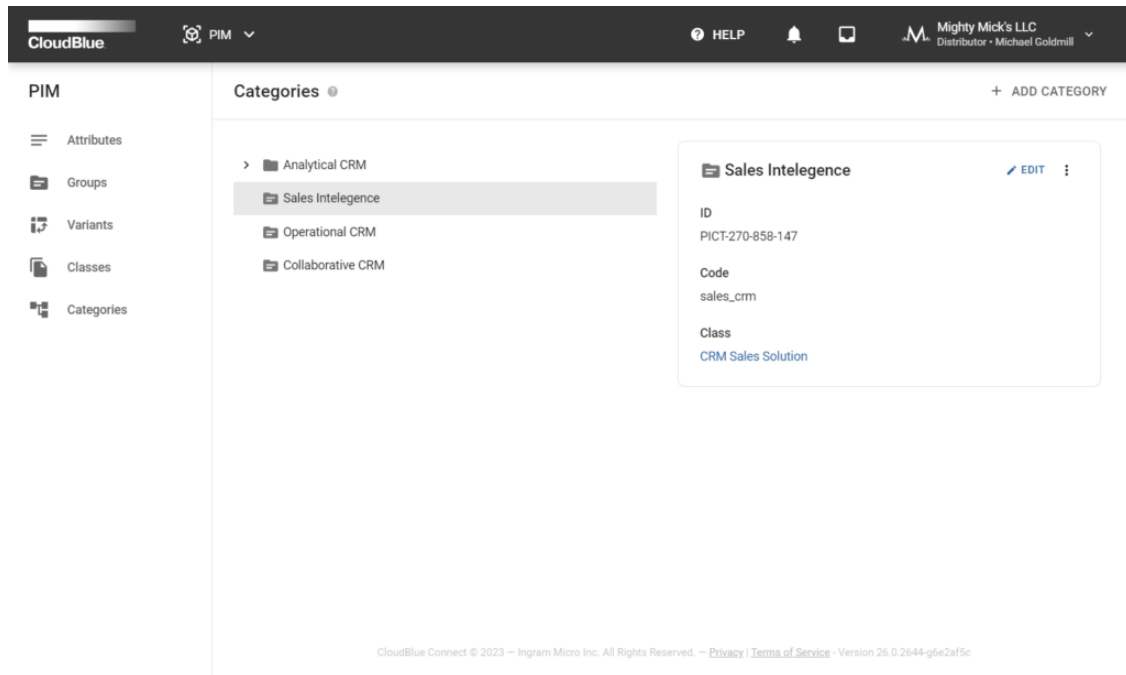 CloudBlue
PIM
HELP
Mighty Mick's LLC
Distributor • Michael Goldmill
PIM
Attributes
Groups
Variants
Classes
Categories
Categories
+ ADD CATEGORY
Analytical CRM
Sales Intelegence
Operational CRM
Collaborative CRM
Sales Intelegence
EDIT
ID
PICT-270-858-147
Code
sales_crm
Class
CRM Sales Solution
CloudBlue Connect © 2023 — Ingram Micro Inc. All Rights Reserved. — Privacy | Terms of Service - Version 26.0.2644-g6e2af5c